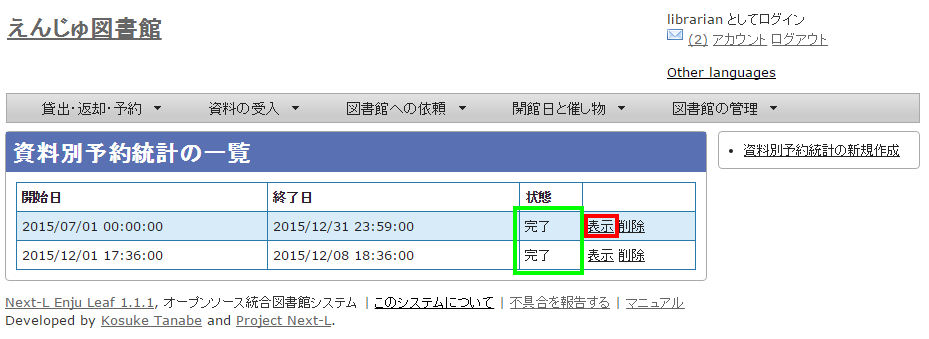 えんじゅ図書館
librarian としてログイン
(2) アカウント ログアウト
Other languages
貸出・返却・予約 ▼ 資料の受入 ▼ 図書館への依頼 ▼ 開館日と催し物 ▼ 図書館の管理 ▼
資料別予約統計の一覧
• 資料別予約統計の新規作成
開始日 終了日 状態
2015/07/01 00:00:00 2015/12/31 23:59:00 完了 表示 削除
2015/12/01 17:36:00 2015/12/08 18:36:00 完了 表示 削除
Next-L Enju Leaf 1.1.1, オープンソース統合図書館システム | このシステムについて | 不具合を報告する | マニュアル
Developed by Kosuke Tanabe and Project Next-L.